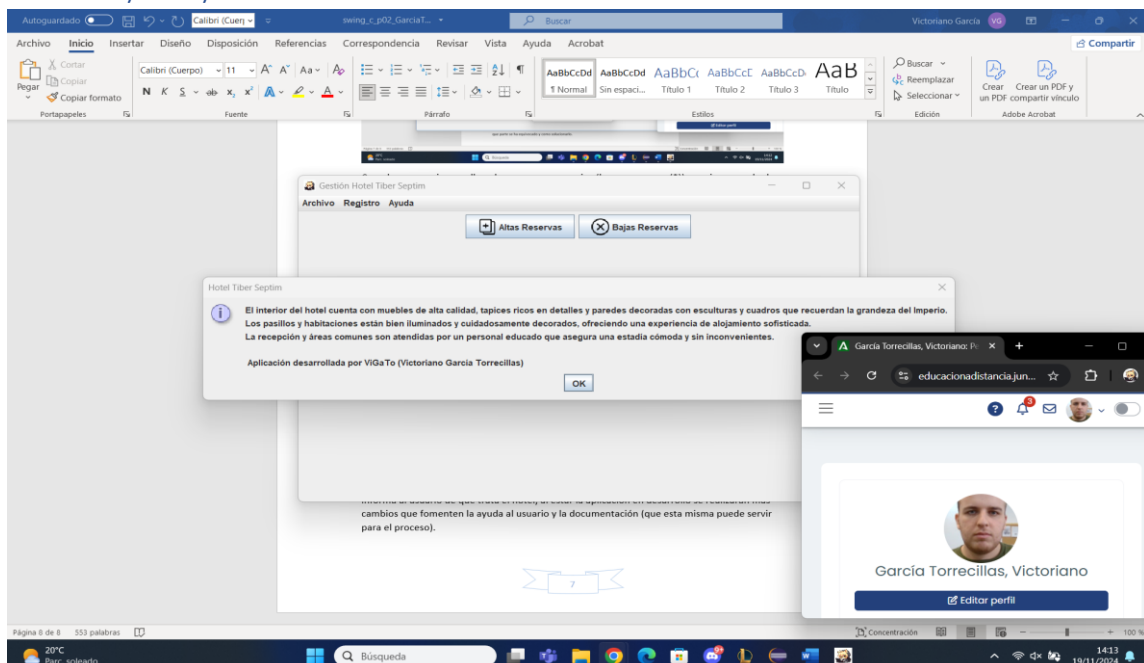 Autoguardado
Calibri (Cuerp
swing_c_p02_GarciaT...
Buscar
Victoriano García
VG
Archivo Inicio Insertar Diseño Disposición Referencias Correspondencia Revisar Vista Ayuda Acrobat
Compartir
Pegar
Cortar
Copiar
Copiar formato
Calibri (Cuerpo) 11
AaBbCcDd AaBbCcDd AaBbC( AaBbCcE AaBbCcD AaB
¶ Normal Sin espaci... Título 1 Título 2 Título 3 Título
Buscar
Reemplazar
Seleccionar
Crear un PDF
Crear un PDF y compartir vínculo
Portapapeles Fuente Párrafo Estilos Edición Adobe Acrobat
Gestión Hotel Tiber Septim
Archivo Registro Ayuda
Altas Reservas Bajas Reservas
Hotel Tiber Septim
El interior del hotel cuenta con muebles de alta calidad, tapices ricos en detalles y paredes decoradas con esculturas y cuadros que recuerdan la grandeza del Imperio.
Los pasillos y habitaciones están bien iluminados y cuidadosamente decorados, ofreciendo una experiencia de alojamiento sofisticada.
La recepción y áreas comunes son atendidas por un personal educado que asegura una estadía cómoda y sin inconvenientes.
Aplicación desarrollada por ViGaTo (Victoriano García Torrecillas)
OK
García Torrecillas, Victoriano: Pe
educacionadistancia.jun...
3
García Torrecillas, Victoriano
Editar perfil
cambios que fomenten la ayuda al usuario y la documentación (que esta misma puede servir
para el proceso).
7
Página 8 de 8 553 palabras
Concentración
100 %
20°C
Parc. soleado
Búsqueda
14:13
19/11/2024